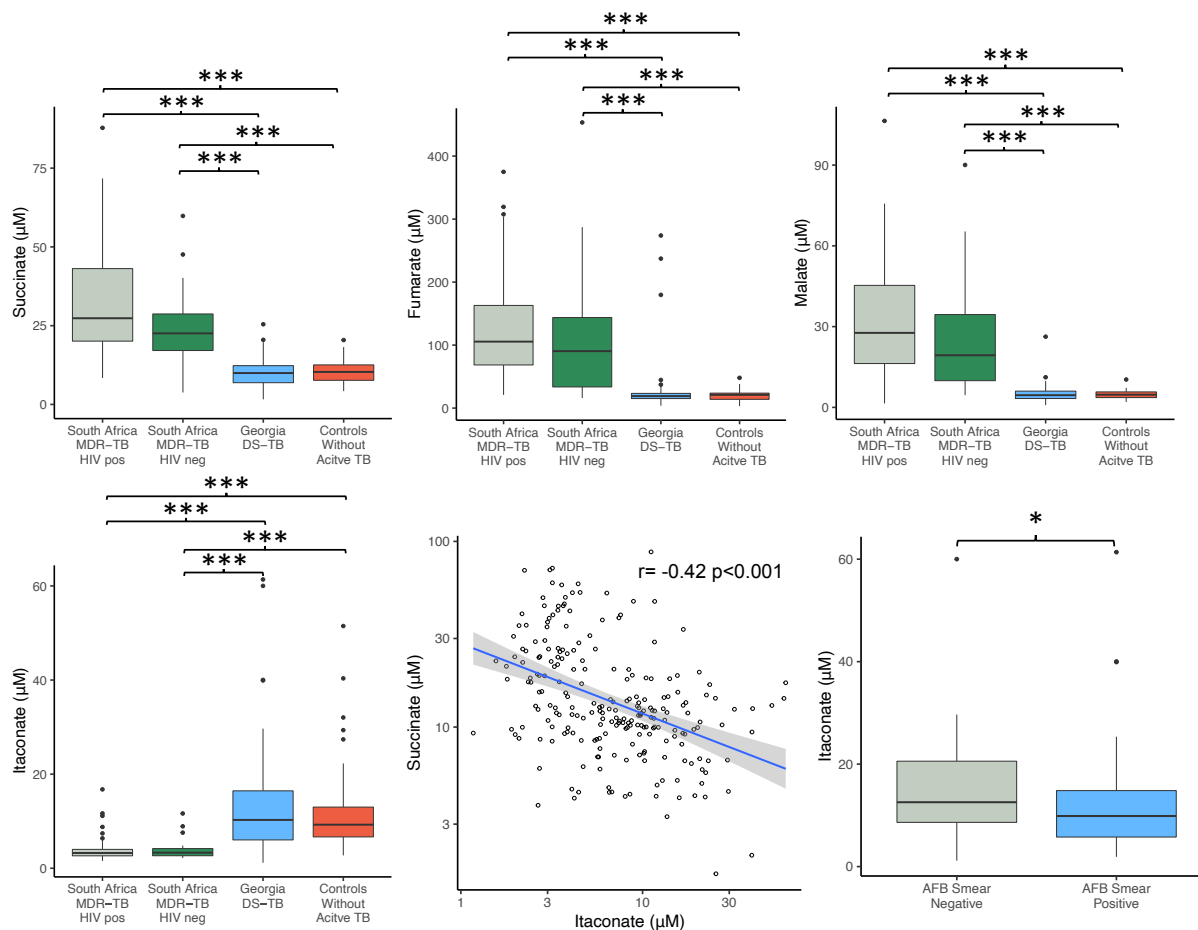 ***
***
***
***
Succinate (μM)
75
50
25
0
South Africa
MDR−TB
HIV pos
South Africa
MDR−TB
HIV neg
Georgia
DS−TB
Controls
Without
Acitve TB
***
***
***
***
Fumarate (μM)
400
300
200
100
0
South Africa
MDR−TB
HIV pos
South Africa
MDR−TB
HIV neg
Georgia
DS−TB
Controls
Without
Acitve TB
***
***
***
***
Malate (μM)
90
60
30
0
South Africa
MDR−TB
HIV pos
South Africa
MDR−TB
HIV neg
Georgia
DS−TB
Controls
Without
Acitve TB
***
***
***
***
Itaconate (μM)
60
40
20
0
South Africa
MDR−TB
HIV pos
South Africa
MDR−TB
HIV neg
Georgia
DS−TB
Controls
Without
Acitve TB
r= -0.42 p<0.001
Succinate (μM)
100
30
10
3
1
3
10
30
Itaconate (μM)
*
Itaconate (μM)
60
40
20
0
AFB Smear
Negative
AFB Smear
Positive